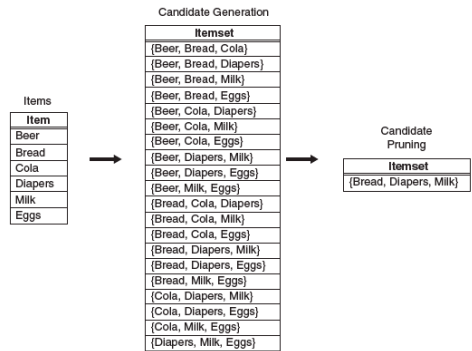 Candidate Generation
Itemset
{Beer, Bread, Cola}
{Beer, Bread, Diapers}
{Beer, Bread, Milk}
{Beer, Bread, Eggs}
{Beer, Cola, Diapers}
{Beer, Cola, Milk}
{Beer, Cola, Eggs}
{Beer, Diapers, Milk}
{Beer, Diapers, Eggs}
{Beer, Milk, Eggs}
{Bread, Cola, Diapers}
{Bread, Cola, Milk}
{Bread, Cola, Eggs}
{Bread, Diapers, Milk}
{Bread, Diapers, Eggs}
{Bread, Milk, Eggs}
{Cola, Diapers, Milk}
{Cola, Diapers, Eggs}
{Cola, Milk, Eggs}
{Diapers, Milk, Eggs}
Items
Item
Beer
Bread
Cola
Diapers
Milk
Eggs
Candidate
Pruning
Itemset
{Bread, Diapers, Milk}